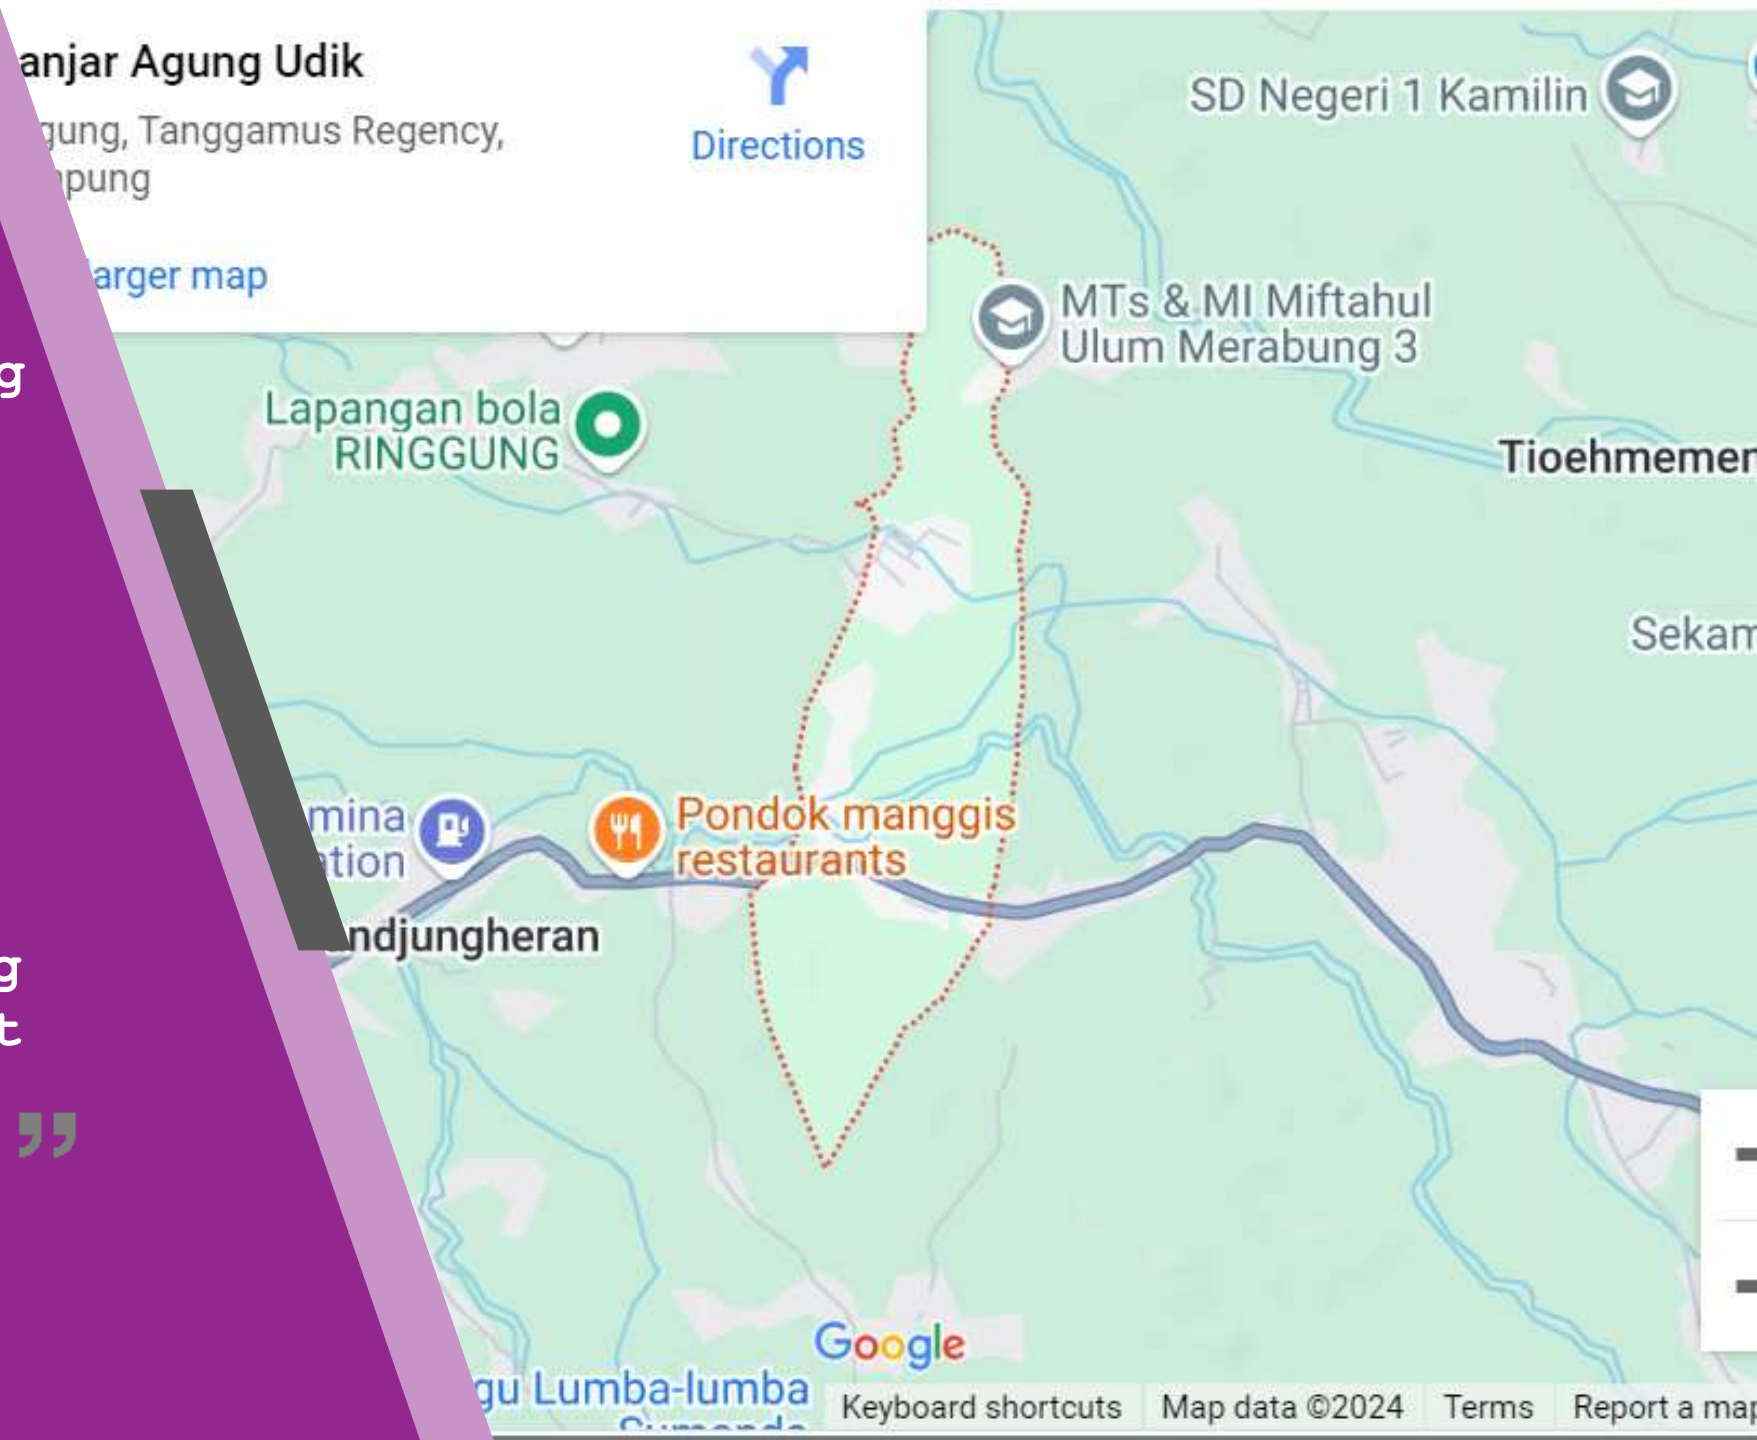 anjar Agung Udik
gung, Tanggamus Regency,
pung
Directions
arger map
SD Negeri 1 Kamilin
MTs & MI Miftahul
Ulum Merabung 3
g
Lapangan bola
RINGGUNG
Tioehmemen
Sekam
mina
ation
Pondok manggis
restaurants
ndjungheran
g
t
”
Google
gu Lumba-lumba
Keyboard shortcuts
Map data ©2024
Terms
Report a map